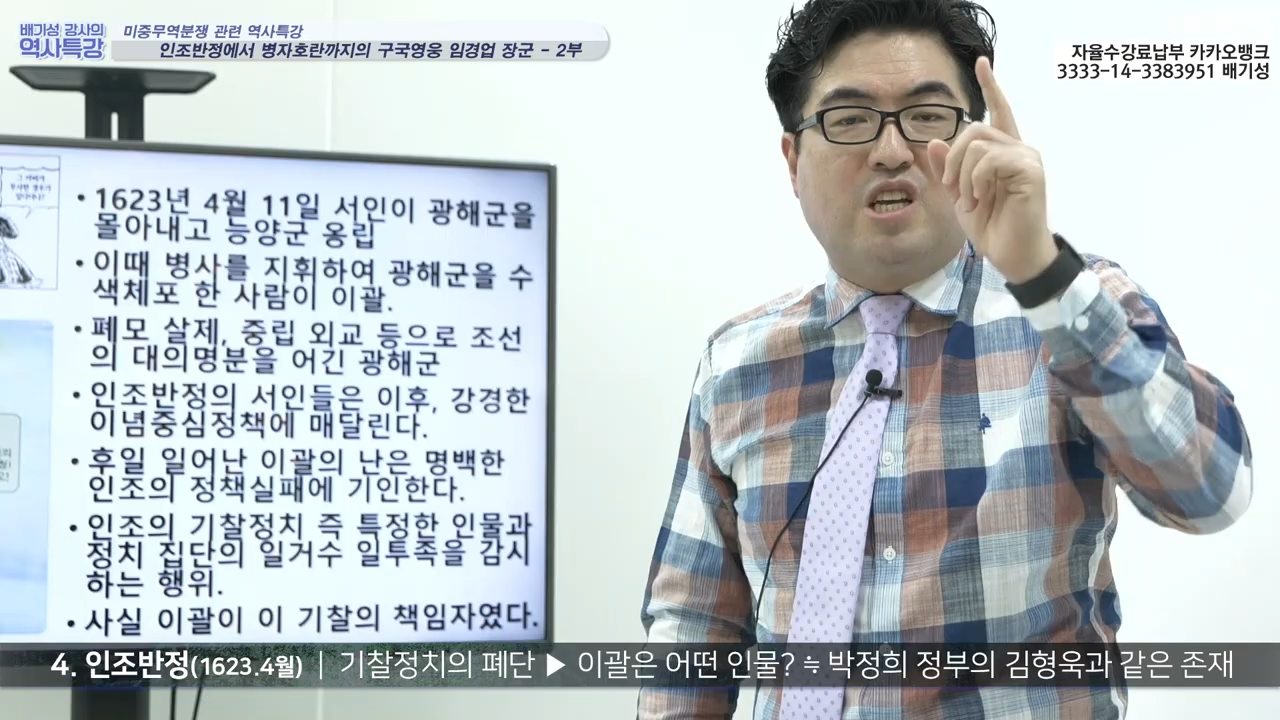 배기성 강사의
역사특강
미중무역분쟁 관련 역사특강
인조반정에서 병자호란까지의 구국영웅 임경업 장군 - 2부
자율수강료납부 카카오뱅크
3333-14-3383951 배기성
• 1623년 4월 11일 서인이 광해군을
몰아내고 능양군 옹립
• 이때 병사를 지휘하여 광해군을 수
색체포 한 사람이 이괄.
• 폐모 살제, 중립 외교 등으로 조선
의 대의명분을 어긴 광해군
• 인조반정의 서인들은 이후, 강경한
이념중심정책에 매달린다.
• 후일 일어난 이괄의 난은 명백한
인조의 정책실패에 기인한다.
• 인조의 기찰정치 즉 특정한 인물과
정치 집단의 일거수 일투족을 감시
하는 행위.
• 사실 이괄이 이 기찰의 책임자였다.
4. 인조반정(1623.4월) | 기찰정치의 폐단 ▶ 이괄은 어떤 인물? ≒ 박정희 정부의 김형욱과 같은 존재